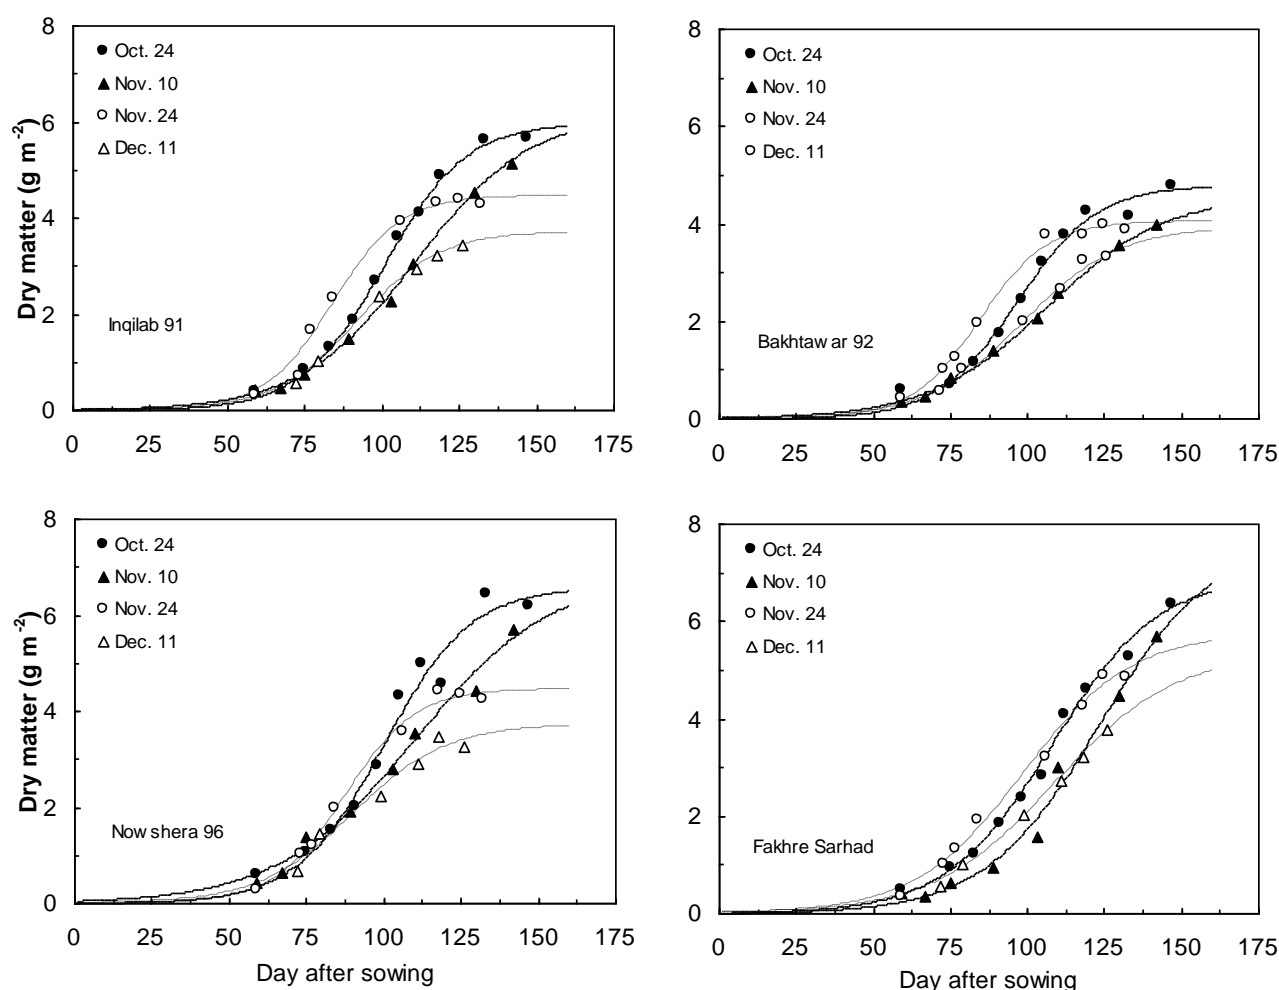 8
Oct. 24
Nov. 10
Nov. 24
Dec. 11
6
4
2
0
Dry matter (g m⁻²)
Inqilab 91
0 25 50 75 100 125 150 175
8
Oct. 24
Nov. 10
Nov. 24
Dec. 11
6
4
2
0
Bakhtaw ar 92
0 25 50 75 100 125 150 175
8
Oct. 24
Nov. 10
Nov. 24
Dec. 11
6
4
2
0
Dry matter (g m⁻²)
Now shera 96
0 25 50 75 100 125 150 175
Day after sowing
8
Oct. 24
Nov. 10
Nov. 24
Dec. 11
6
4
2
0
Fakhre Sarhad
0 25 50 75 100 125 150 175
Day after sowing